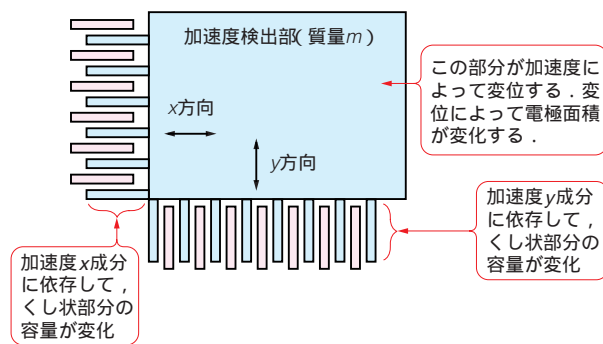 加速度検出部(質量m)
この部分が加速度に
よって変位する．変
位によって電極面積
が変化する．
x方向
y方向
加速度y成分
に依存して，
くし状部分の
容量が変化
加速度x成分
に依存して，
くし状部分の
容量が変化